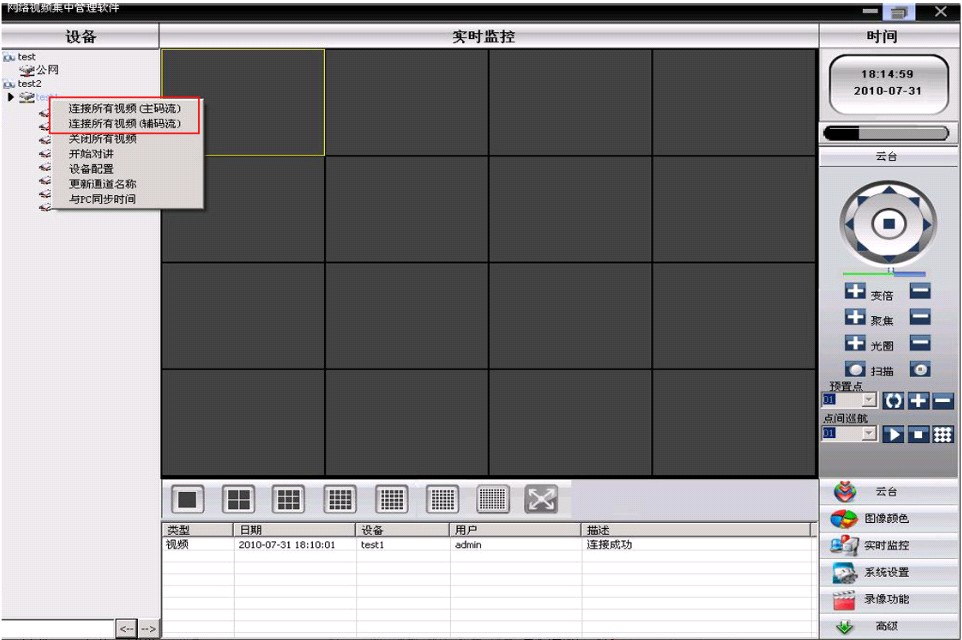 网络视频集中管理软件
设备
实时监控
时间
test
公网
test2
test1
连接所有视频(主码流)
连接所有视频(辅码流)
关闭所有视频
开始对讲
设备配置
更新通道名称
与PC同步时间
18:14:59
2010-07-31
云台
变倍
聚焦
光圈
扫描
预置点
01
点间巡航
01
云台
图像颜色
实时监控
系统设置
录像功能
高级
类型 日期 设备 用户 描述
视频 2010-07-31 18:10:01 test1 admin 连接成功
<-- -->